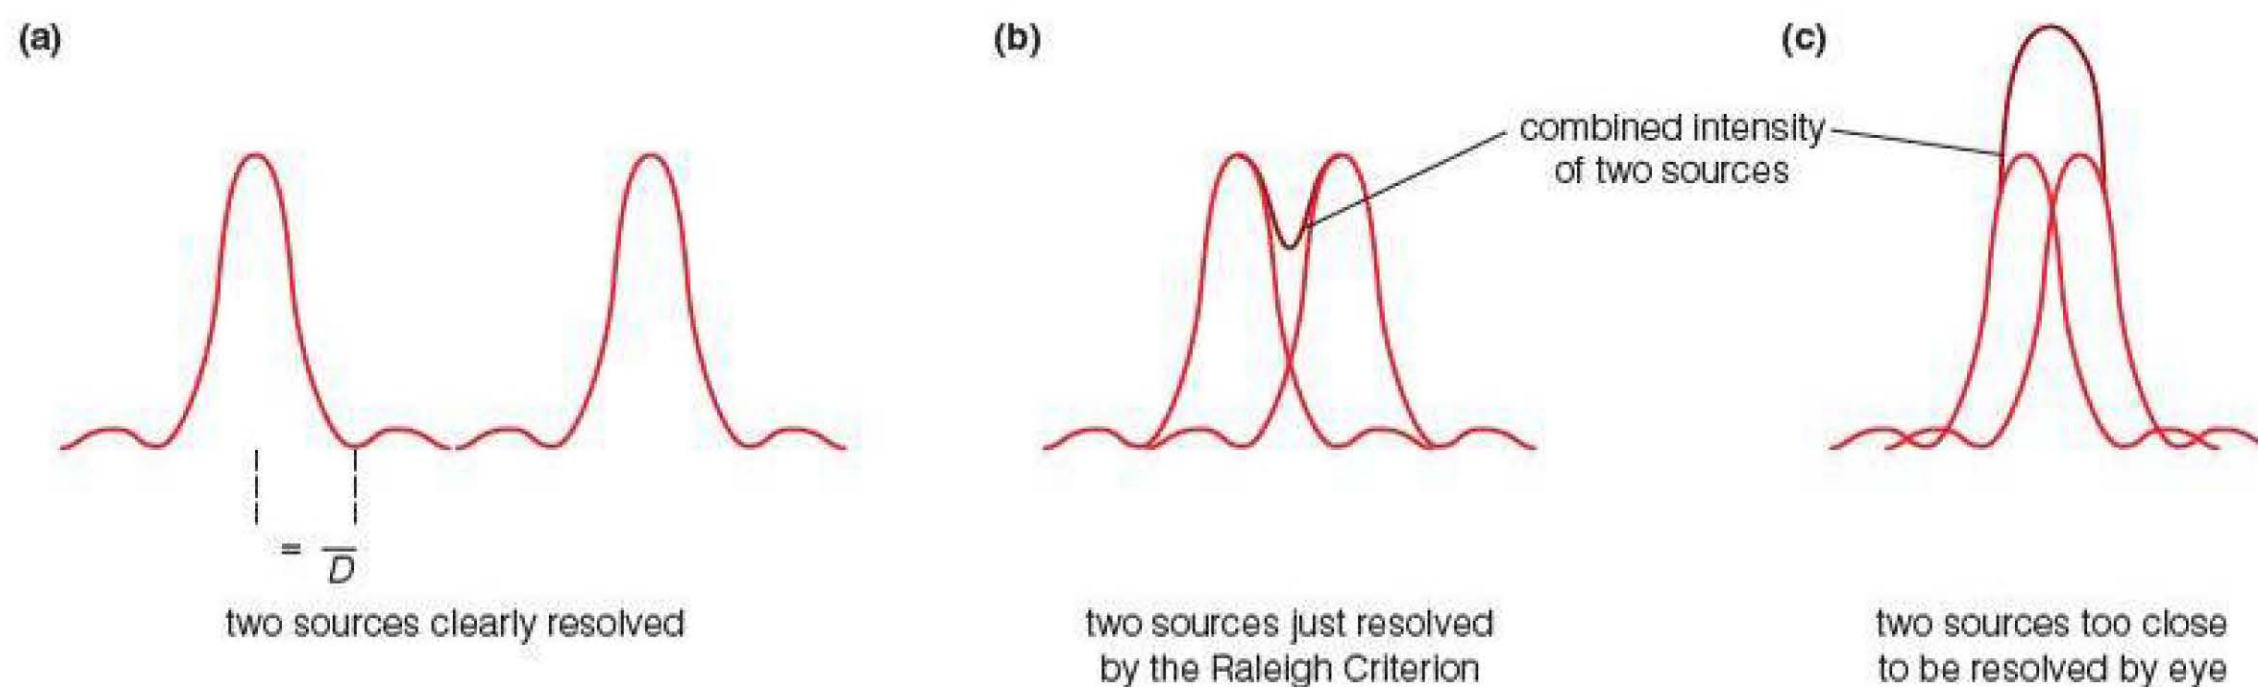 (a)
(b)
(c)
combined intensity
of two sources
= 
D
two sources clearly resolved
two sources just resolved
by the Raleigh Criterion
two sources too close
to be resolved by eye